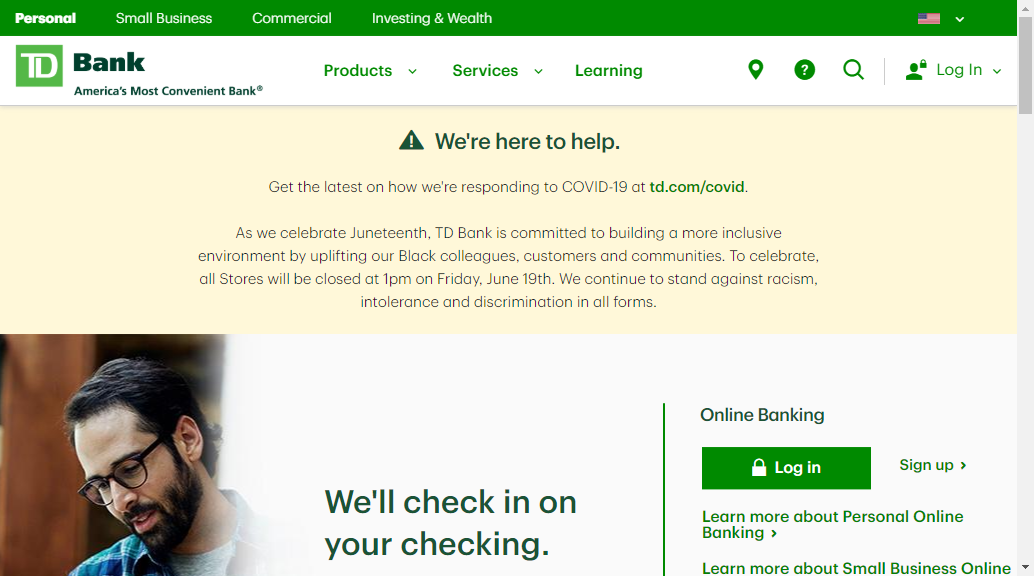 Personal Small Business Commercial Investing & Wealth
TD Bank
America's Most Convenient Bank®
Products Services Learning ? Log In
We're here to help.
Get the latest on how we're responding to COVID-19 at td.com/covid.
As we celebrate Juneteenth, TD Bank is committed to building a more inclusive
environment by uplifting our Black colleagues, customers and communities. To celebrate,
all Stores will be closed at 1pm on Friday, June 19th. We continue to stand against racism,
intolerance and discrimination in all forms.
We'll check in on
your checking.
Online Banking
Log in Sign up ›
Learn more about Personal Online
Banking ›
Learn more about Small Business Online